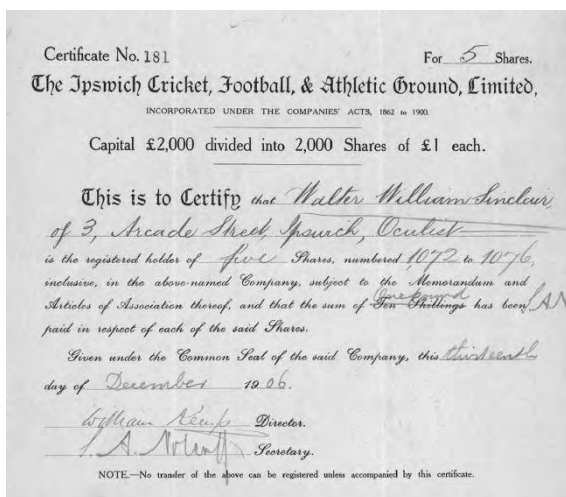 Certificate No. 181 For 5 Shares.
The Ipswich Cricket, Football, & Athletic Ground, Limited,
INCORPORATED UNDER THE COMPANIES' ACTS, 1862 to 1900.
Capital £2,000 divided into 2,000 Shares of £1 each.
This is to Certify that Walter William Sinclair,
of 3, Arcade Street, Ipswich, Oculist
is the registered holder of five Shares, numbered 1072 to 1076,
inclusive, in the above-named Company, subject to the Memorandum and
One pound
Articles of Association thereof, and that the sum of Ten Shillings has been
paid in respect of each of the said Shares.
Given under the Common Seal of the said Company, this thirteenth
day of December 1906.
William Director.
S. A. Secretary.
NOTE.—No trander of the above can be registered unless accompanied by this certificate.